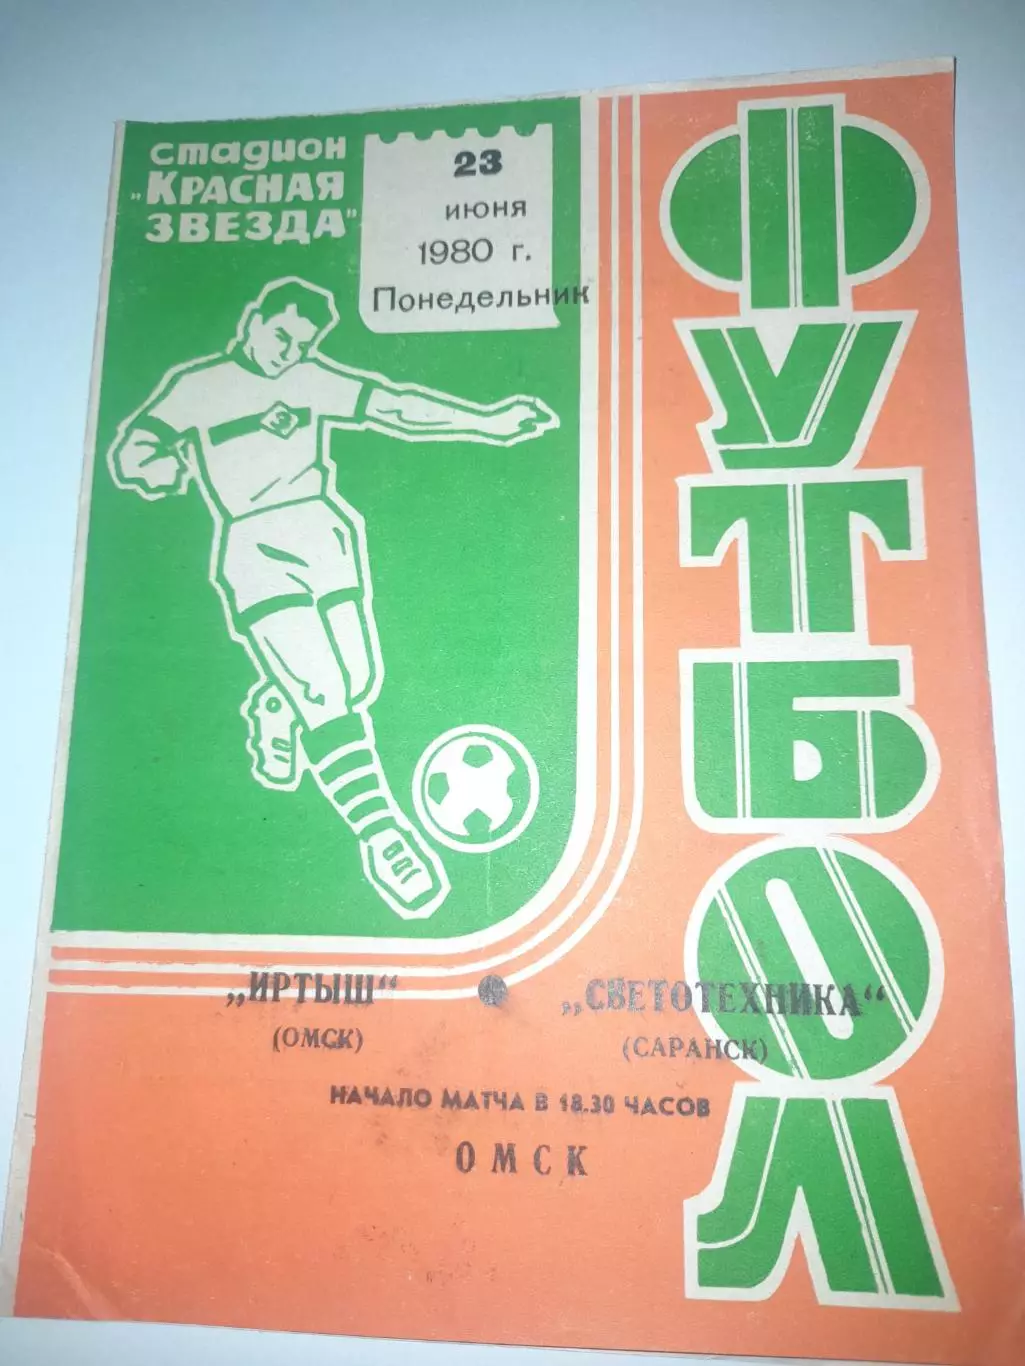 стадион
„КРАСНАЯ
ЗВЕЗДА"
23
июня
1980 г.
Понедельник
ФУТБОЛ
„ИРТЫШ“ ● „СВЕТОТЕХНИКА“
(ОМСК) (САРАНСК)
НАЧАЛО МАТЧА В 18.30 ЧАСОВ
ОМСК